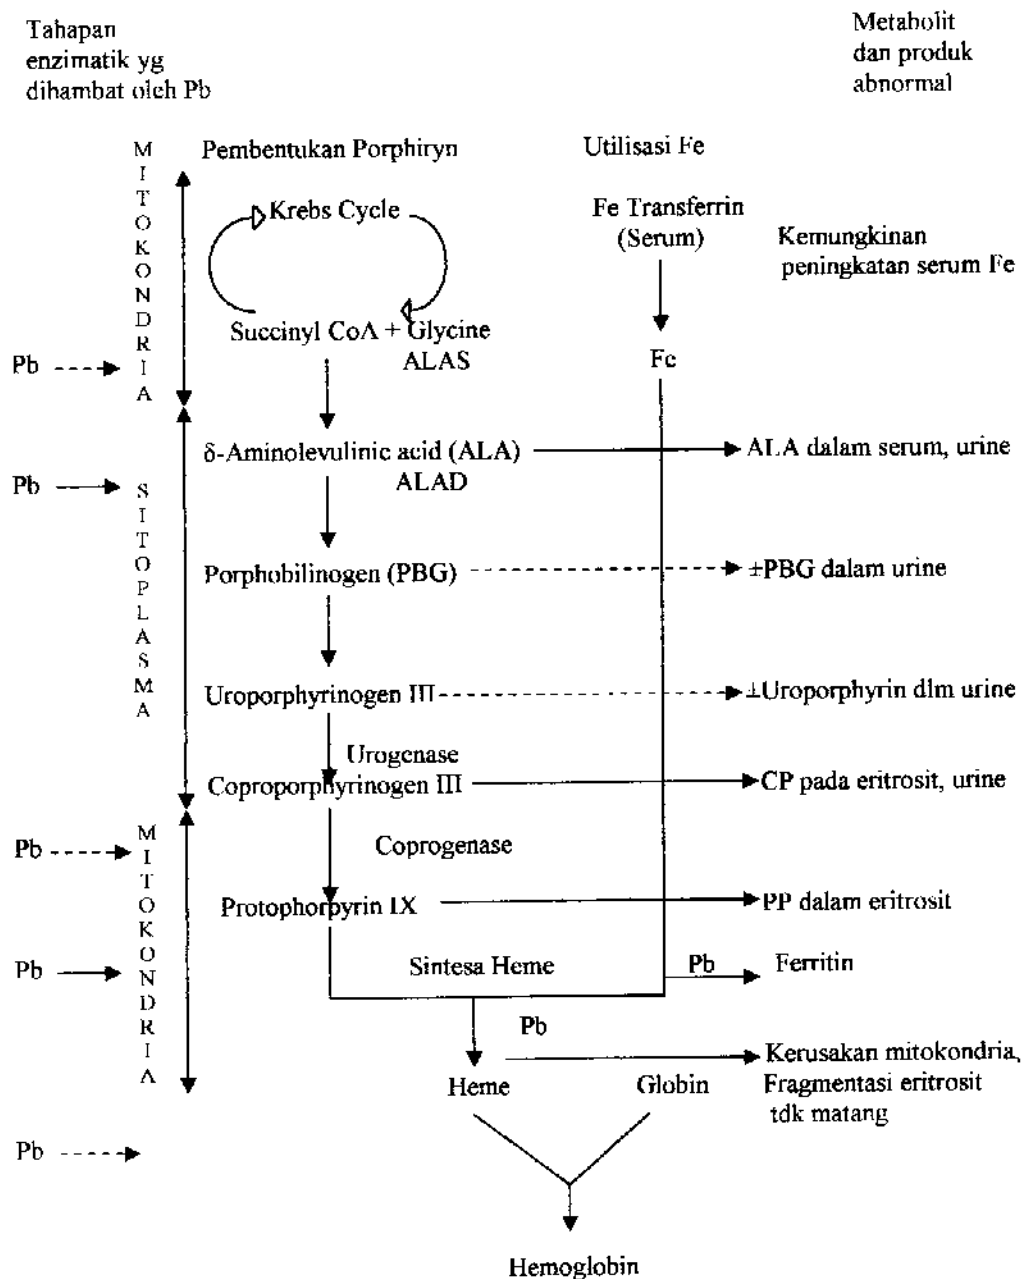 Tahapan
enzimatik yg
dihambat oleh Pb
Metabolit
dan produk
abnormal
MITOKONDRIA
Pembentukan Porphiryn
Utilisasi Fe
Krebs Cycle
Fe Transferrin
(Serum)
Kemungkinan
peningkatan serum Fe
Succinyl CoA + Glycine
ALAS
Pb
Fe
δ-Aminolevulinic acid (ALA)
ALA dalam serum, urine
ALAD
Pb
SITOPLASMA
Porphobilinogen (PBG)
±PBG dalam urine
Uroporphyrinogen III
±Uroporphyrin dlm urine
Urogenase
Coproporphyrinogen III
CP pada eritrosit, urine
MITOKONDRIA
Pb
Coprogenase
Protophorpyrin IX
PP dalam eritrosit
Pb
Sintesa Heme
Pb
Ferritin
Pb
Kerusakan mitokondria,
Heme
Globin
Fragmentasi eritrosit
tdk matang
Pb
Hemoglobin